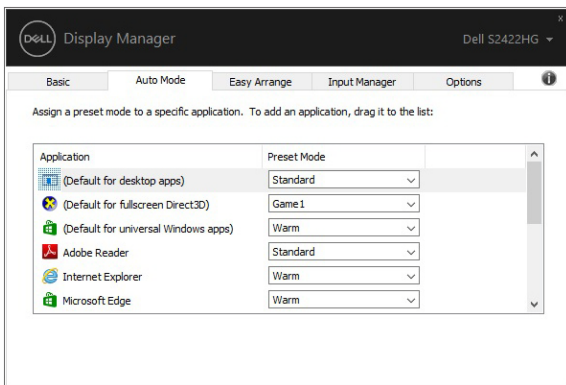 DELL Display Manager Dell S2422HG
Basic Auto Mode Easy Arrange Input Manager Options
Assign a preset mode to a specific application. To add an application, drag it to the list:
Application Preset Mode
(Default for desktop apps) Standard
(Default for fullscreen Direct3D) Game1
(Default for universal Windows apps) Warm
Adobe Reader Standard
Internet Explorer Warm
Microsoft Edge Warm